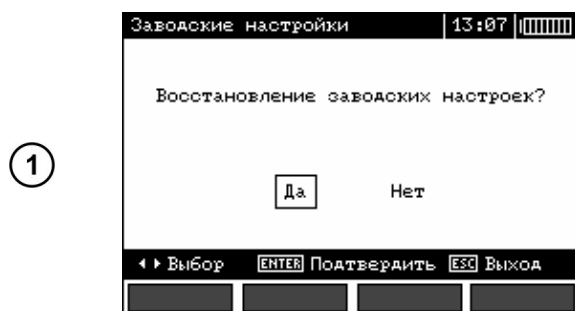 Заводские настройки 13:07
Восстановление заводских настроек?
1
Да Нет
Выбор ENTER Подтвердить ESC Выход